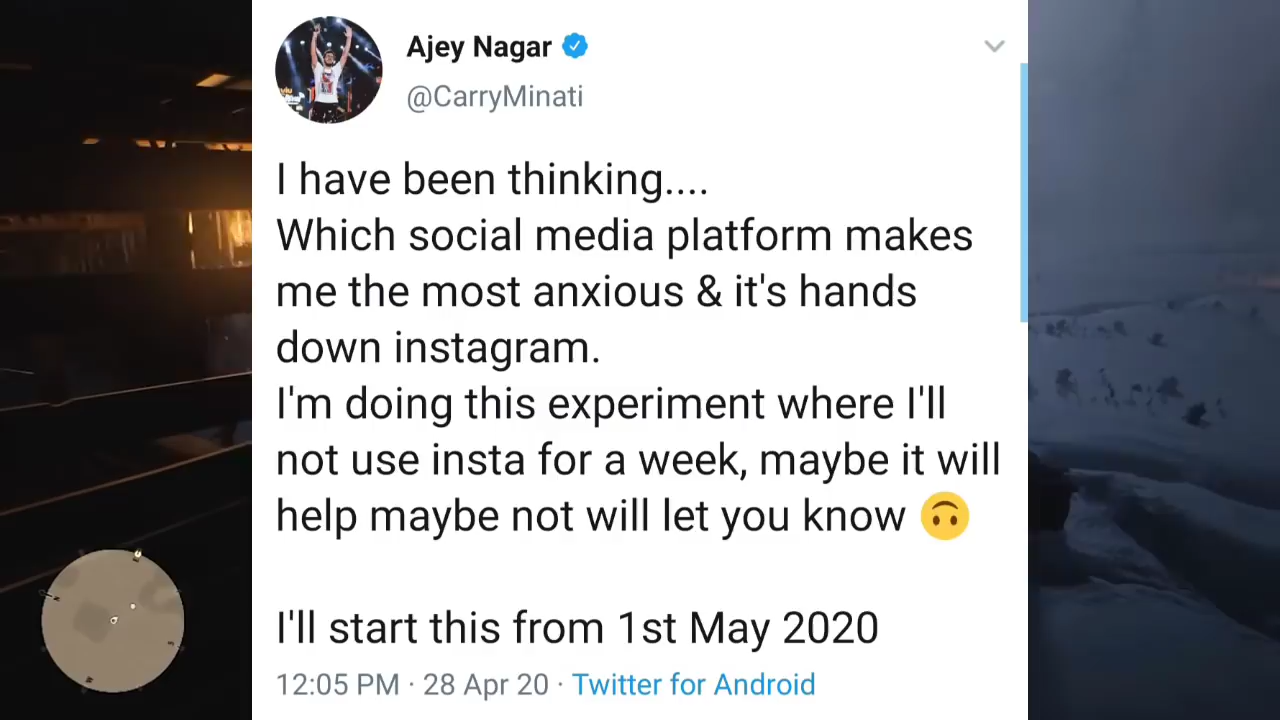 Ajey Nagar
@CarryMinati
I have been thinking....
Which social media platform makes
me the most anxious & it's hands
down instagram.
I'm doing this experiment where I'll
not use insta for a week, maybe it will
help maybe not will let you know 🙃
I'll start this from 1st May 2020
12:05 PM · 28 Apr 20 · Twitter for Android